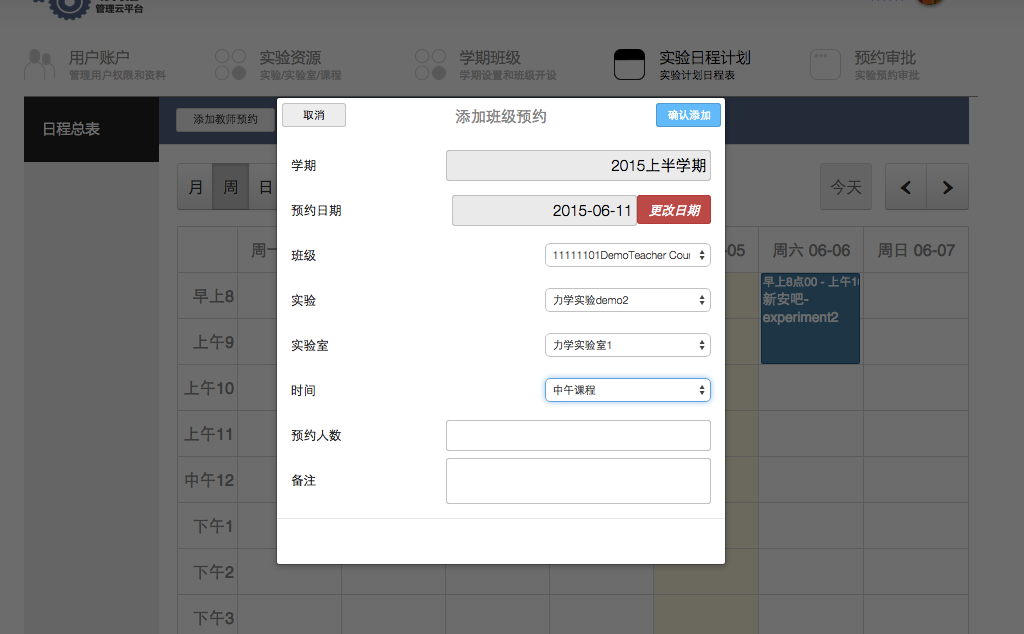 管理云平台
用户账户
管理用户权限和资料
实验资源
实验/实验室/课程
学期班级
学期设置和班级开设
实验日程计划
实验计划日程表
预约审批
实验预约审批
日程总表
添加教师预约
取消
添加班级预约
确认添加
学期
2015上半学期
预约日期
2015-06-11
更改日期
班级
11111101DemoTeacher Cour
实验
力学实验demo2
实验室
力学实验室1
时间
中午课程
预约人数
备注
月
周
日
今天
周一
-05
周六 06-06
周日 06-07
早上8
早上8点00 - 上午10
新安吧-
experiment2
上午9
上午10
上午11
中午12
下午1
下午2
下午3